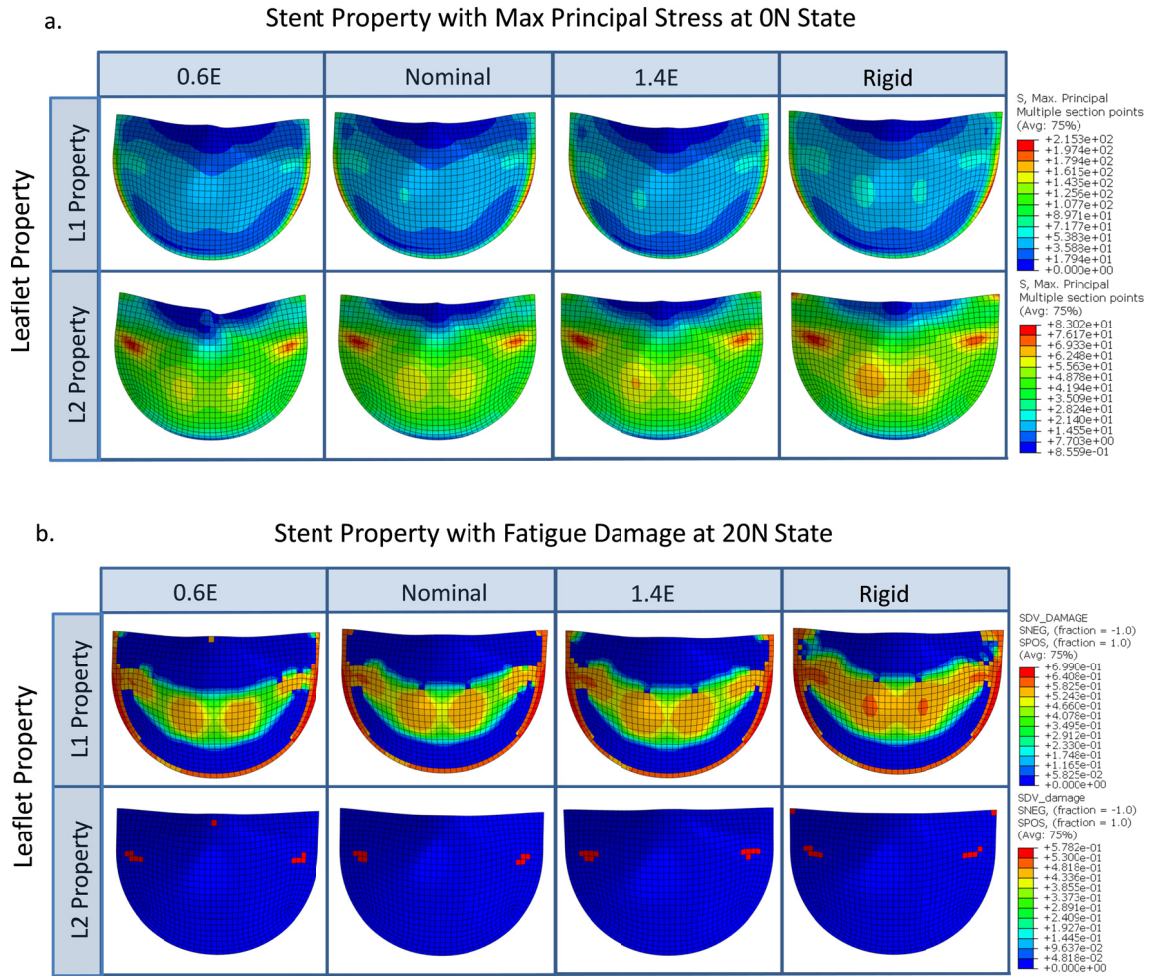 a.
Stent Property with Max Principal Stress at 0N State
0.6E
Nominal
1.4E
Rigid
Leaflet Property
L1 Property
S, Max. Principal
Multiple section points
(Avg: 75%)
+2.153e+02
+1.974e+02
+1.794e+02
+1.615e+02
+1.435e+02
+1.256e+02
+1.077e+02
+8.971e+01
+7.177e+01
+5.383e+01
+3.588e+01
+1.794e+01
+0.000e+00
L2 Property
S, Max. Principal
Multiple section points
(Avg: 75%)
+8.302e+01
+7.617e+01
+6.933e+01
+6.248e+01
+5.563e+01
+4.878e+01
+4.194e+01
+3.509e+01
+2.824e+01
+2.140e+01
+1.455e+01
+7.703e+00
+8.559e-01
b.
Stent Property with Fatigue Damage at 20N State
0.6E
Nominal
1.4E
Rigid
Leaflet Property
L1 Property
SDV_DAMAGE
SNEG, (fraction = -1.0)
SPOS, (fraction = 1.0)
(Avg: 75%)
+6.990e-01
+6.408e-01
+5.825e-01
+5.243e-01
+4.660e-01
+4.078e-01
+3.495e-01
+2.912e-01
+2.330e-01
+1.748e-01
+1.165e-01
+5.825e-02
+0.000e+00
L2 Property
SDV_damage
SNEG, (fraction = -1.0)
SPOS, (fraction = 1.0)
(Avg: 75%)
+5.782e-01
+5.300e-01
+4.818e-01
+4.336e-01
+3.855e-01
+3.373e-01
+2.891e-01
+2.409e-01
+1.927e-01
+1.445e-01
+9.637e-02
+4.818e-02
+0.000e+00